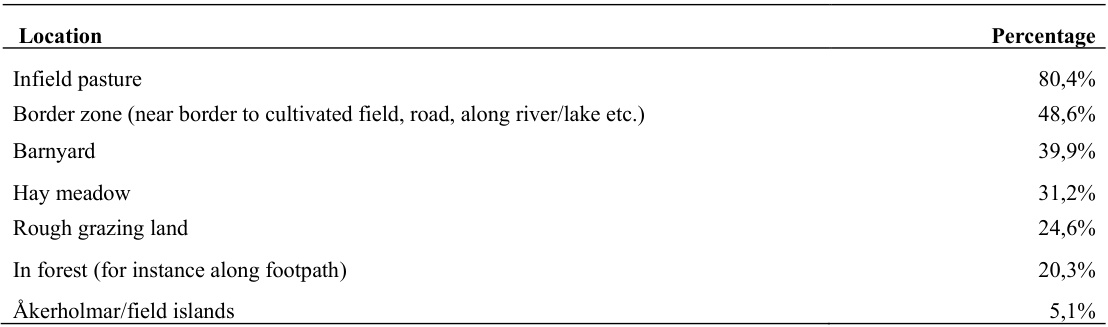 Location Percentage
Infield pasture 80,4%
Border zone (near border to cultivated field, road, along river/lake etc.) 48,6%
Barnyard 39,9%
Hay meadow 31,2%
Rough grazing land 24,6%
In forest (for instance along footpath) 20,3%
Åkerholmar/field islands 5,1%